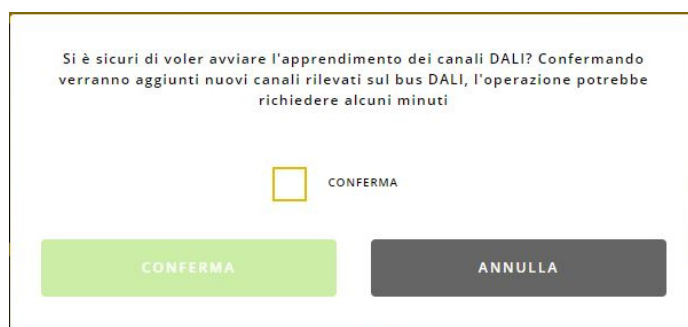 Si è sicuri di voler avviare l'apprendimento dei canali DALI? Confermando
verranno aggiunti nuovi canali rilevati sul bus DALI, l'operazione potrebbe
richiedere alcuni minuti
CONFERMA
CONFERMA
ANNULLA